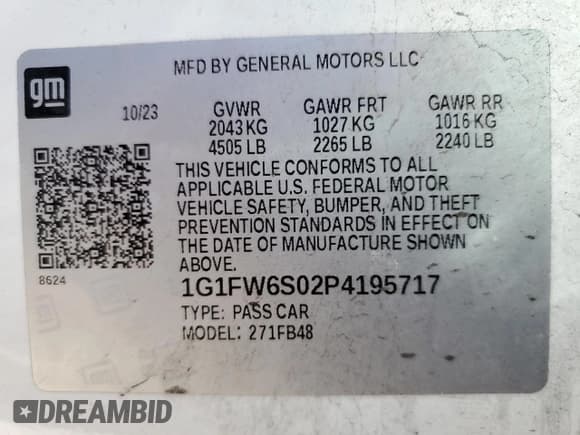 gm
MFD BY GENERAL MOTORS LLC
10/23 GVWR GAWR FRT GAWR RR
2043 KG 1027 KG 1016 KG
4505 LB 2265 LB 2240 LB
THIS VEHICLE CONFORMS TO ALL
APPLICABLE U.S. FEDERAL MOTOR
VEHICLE SAFETY, BUMPER, AND THEFT
PREVENTION STANDARDS IN EFFECT ON
THE DATE OF MANUFACTURE SHOWN
ABOVE.
8624
1G1FW6S02P4195717
TYPE: PASS CAR
MODEL: 271FB48
DREAMBID